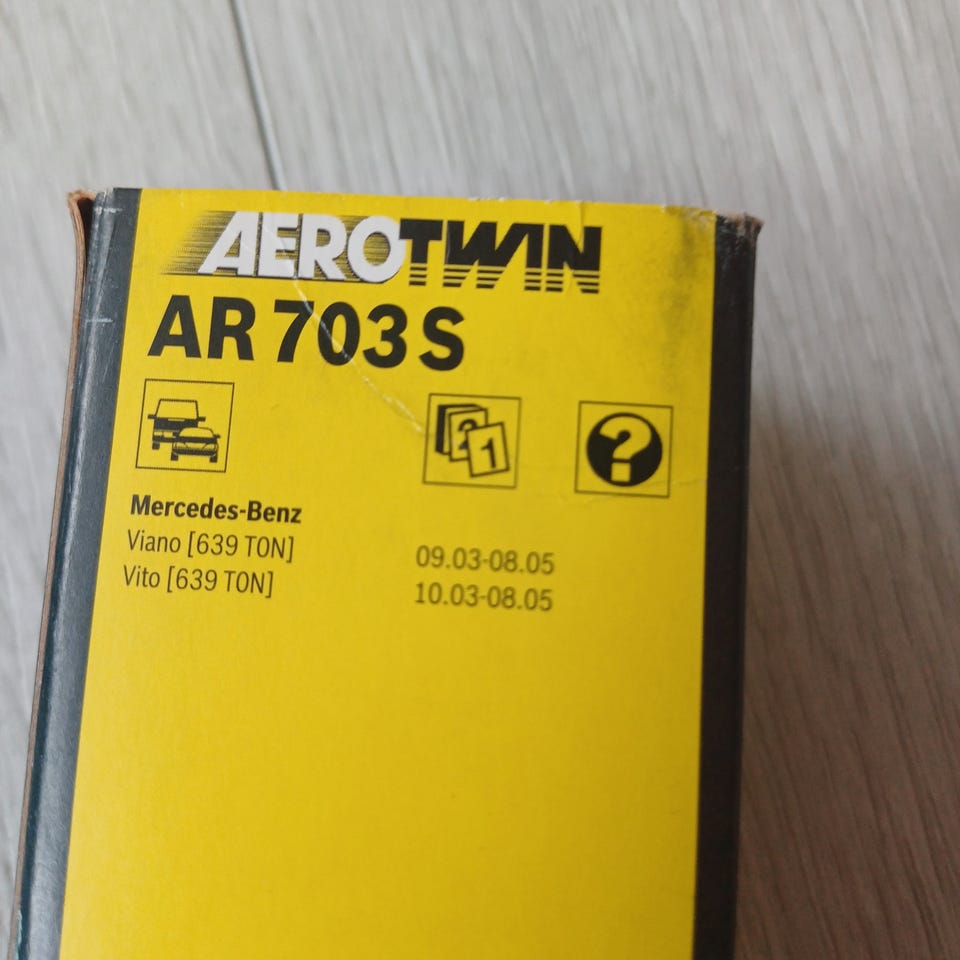 AEROTWIN
AR 703 S
21
?
Mercedes-Benz
Viano [639 TON] 09.03-08.05
Vito [639 TON] 10.03-08.05